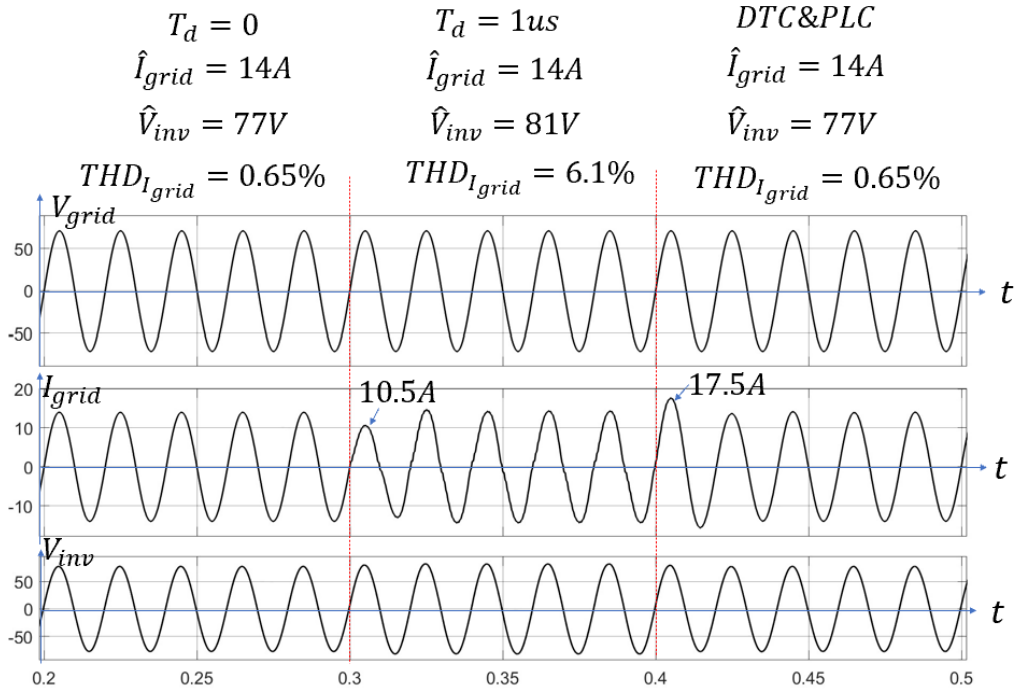 T_d = 0
Î_grid = 14A
V̂_inv = 77V
THD_I_grid = 0.65%
T_d = 1us
Î_grid = 14A
V̂_inv = 81V
THD_I_grid = 6.1%
DTC&PLC
Î_grid = 14A
V̂_inv = 77V
THD_I_grid = 0.65%
V_grid
50
0
-50
t
I_grid
20
10
0
-10
10.5A
17.5A
t
V_inv
50
0
-50
t
0.2 0.25 0.3 0.35 0.4 0.45 0.5